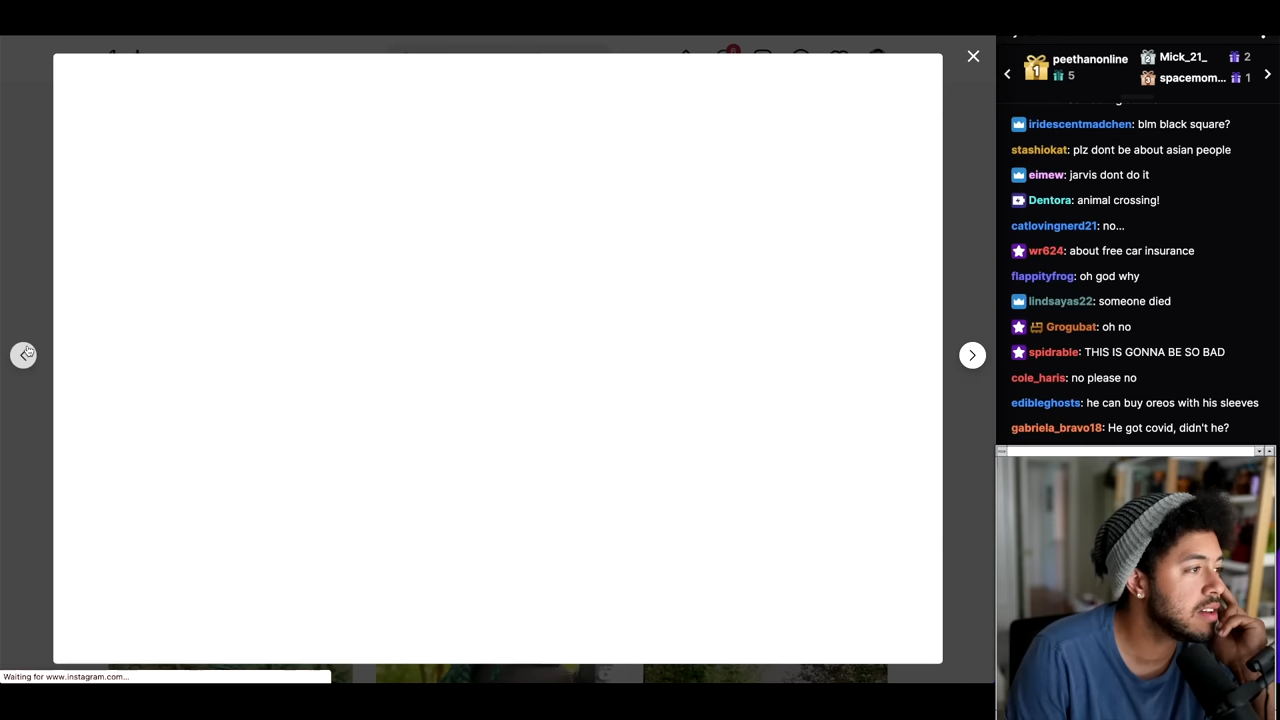 6
peethanonline
5
Mick_21_
2
spacemom...
1
iridescentmadchen: blm black square?
stashiokat: plz dont be about asian people
eimew: jarvis dont do it
Dentora: animal crossing!
catlovingnerd21: no...
wr624: about free car insurance
flappityfrog: oh god why
lindsayas22: someone died
Grogubat: oh no
spidrable: THIS IS GONNA BE SO BAD
cole_haris: no please no
edibleghosts: he can buy oreos with his sleeves
gabriela_bravo18: He got covid, didn't he?
Waiting for www.instagram.com...